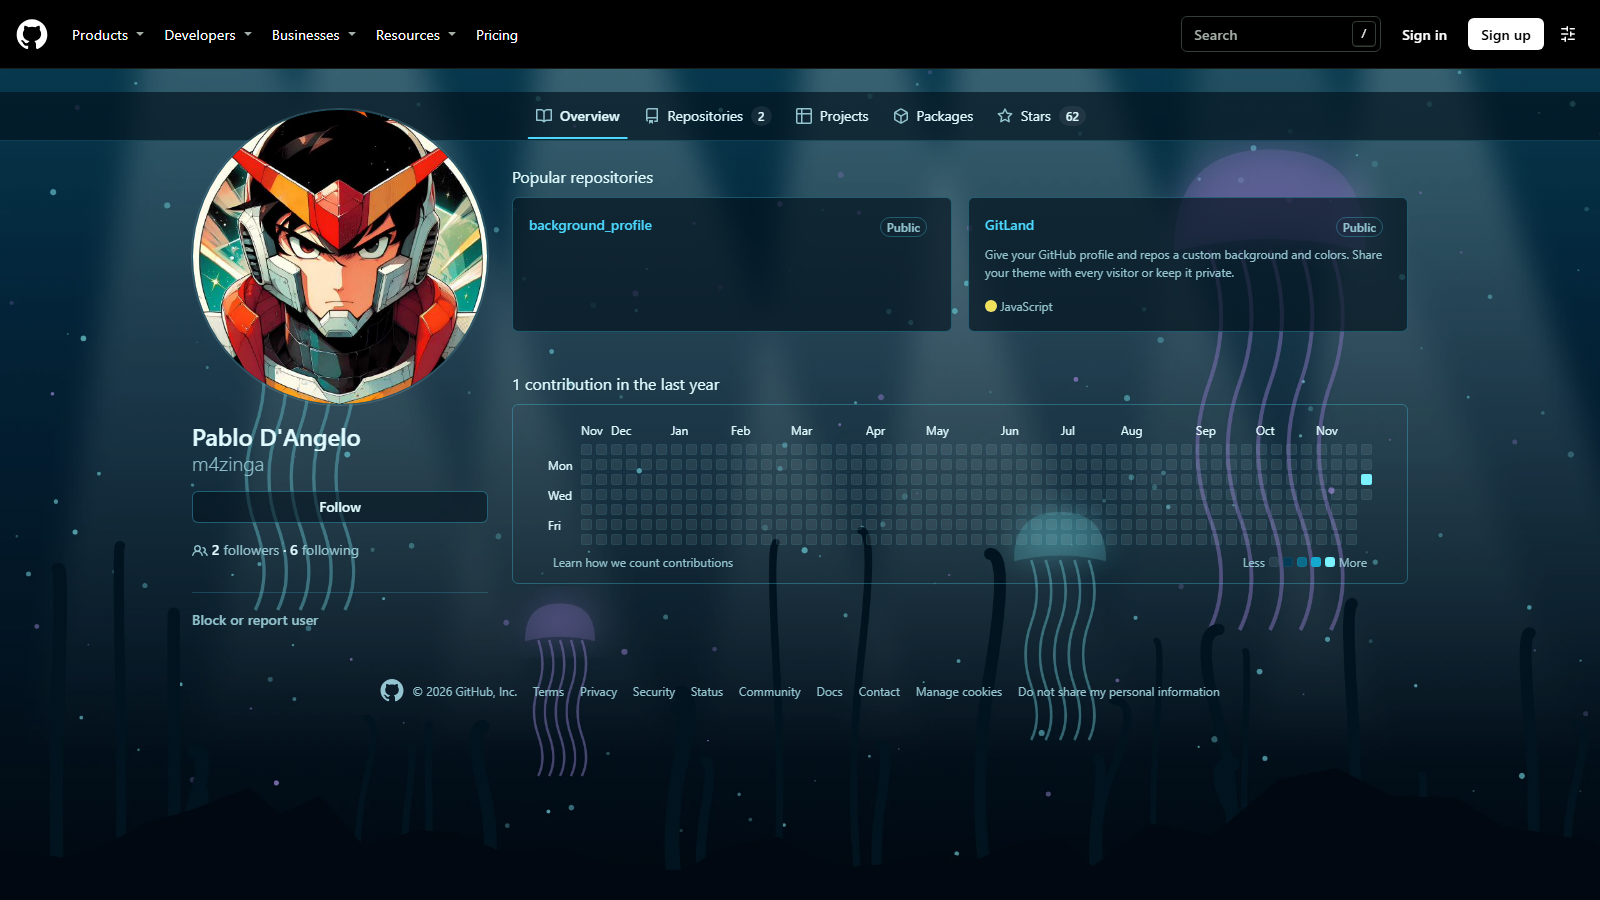 Products Developers Businesses Resources Pricing Search / Sign in Sign up
Overview Repositories 2 Projects Packages Stars 62
Popular repositories
background_profile Public
GitLand Public
Give your GitHub profile and repos a custom background and colors. Share
your theme with every visitor or keep it private.
JavaScript
1 contribution in the last year
Nov Dec Jan Feb Mar Apr May Jun Jul Aug Sep Oct Nov
Mon
Wed
Fri
Learn how we count contributions Less More
Pablo D'Angelo
m4zinga
Follow
2 followers · 6 following
Block or report user
© 2026 GitHub, Inc. Terms Privacy Security Status Community Docs Contact Manage cookies Do not share my personal information